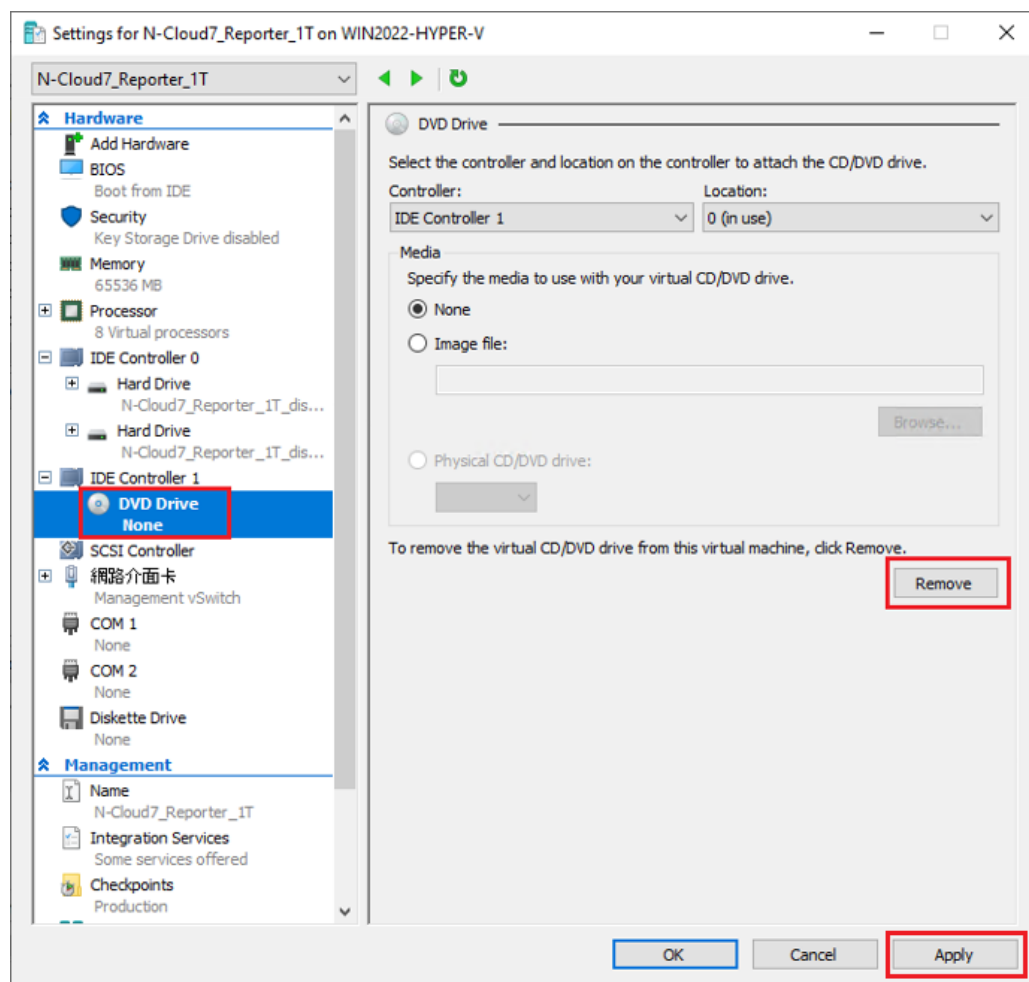 Settings for N-Cloud7_Reporter_1T on WIN2022-HYPER-V
N-Cloud7_Reporter_1T
Hardware
Add Hardware
BIOS
Boot from IDE
Security
Key Storage Drive disabled
Memory
65536 MB
Processor
8 Virtual processors
IDE Controller 0
Hard Drive
N-Cloud7_Reporter_1T_dis...
Hard Drive
N-Cloud7_Reporter_1T_dis...
IDE Controller 1
DVD Drive
None
SCSI Controller
網路介面卡
Management vSwitch
COM 1
None
COM 2
None
Diskette Drive
None
Management
Name
N-Cloud7_Reporter_1T
Integration Services
Some services offered
Checkpoints
Production
DVD Drive
Select the controller and location on the controller to attach the CD/DVD drive.
Controller:
Location:
IDE Controller 1
0 (in use)
Media
Specify the media to use with your virtual CD/DVD drive.
None
Image file:
Browse...
Physical CD/DVD drive:
To remove the virtual CD/DVD drive from this virtual machine, click Remove.
Remove
OK
Cancel
Apply